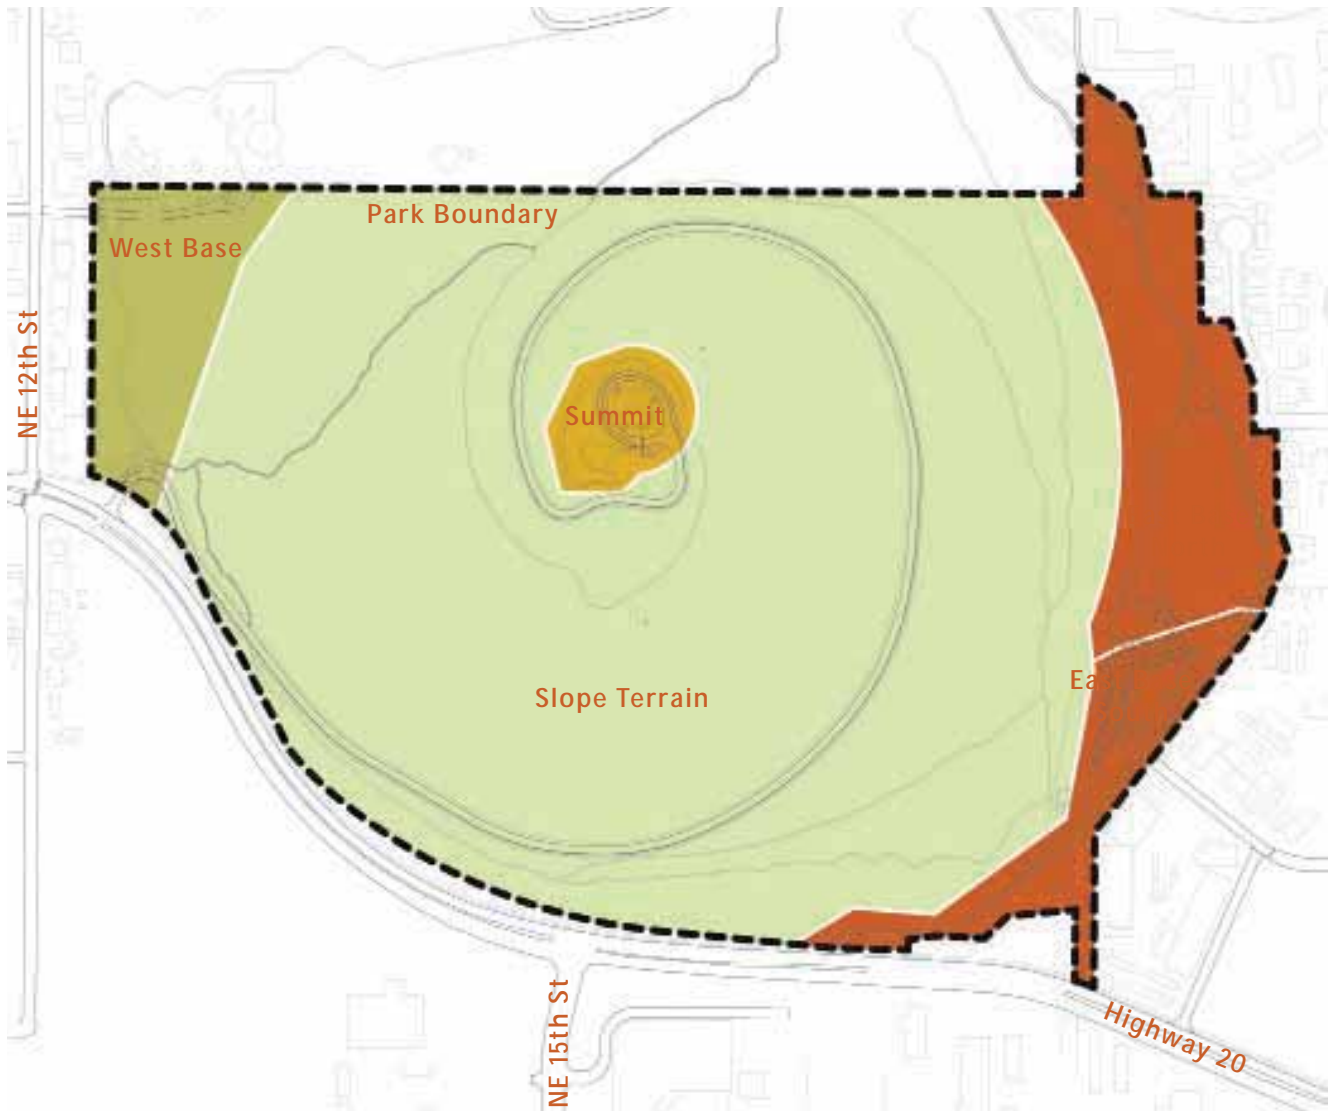 Park Boundary
West Base
NE 12th St
Summit
Ea
Slope Terrain
NE 15th St
Highway 20